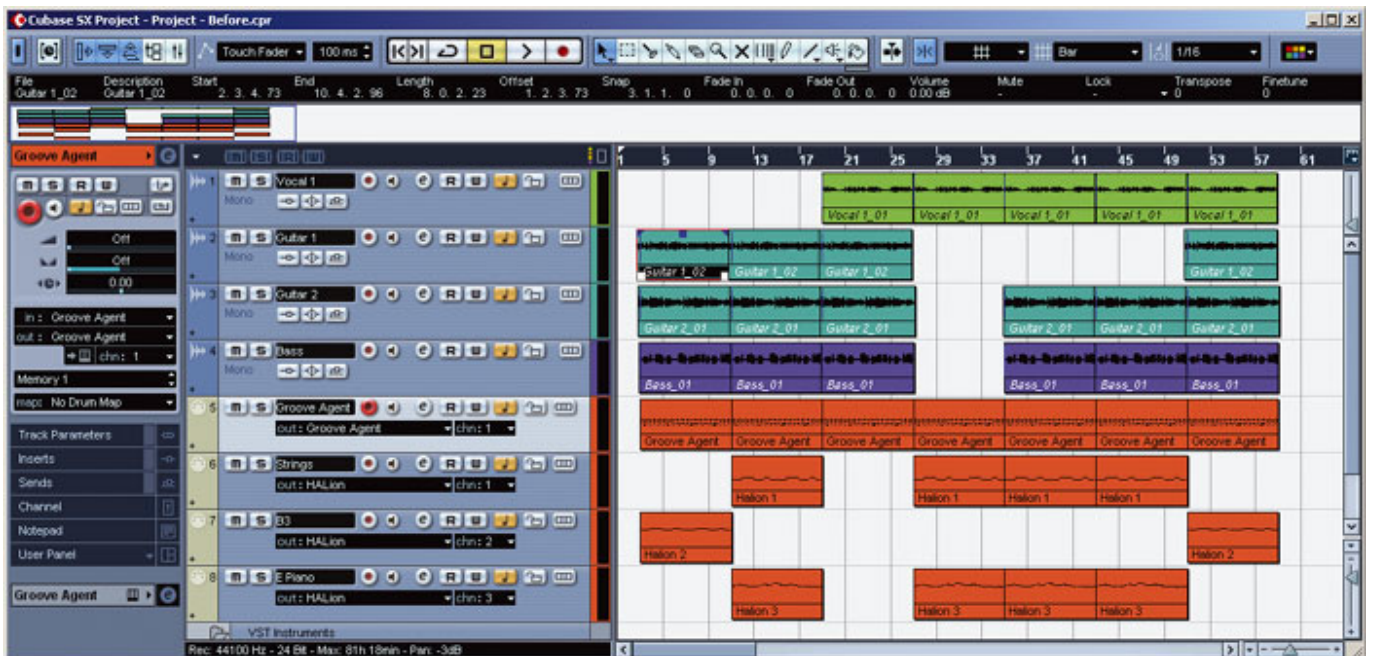 Cubase SX Project - Project - Before.cpr
Touch Fader 100 ms Bar 1/16
File Description Start End Length Offset Snap Fade In Fade Out Volume Mute Lock Transpose Finetune
Guitar 1_02 Guitar 1_02 2. 3. 4. 73 10. 4. 2. 96 8. 0. 2. 23 1. 2. 3. 73 3. 1. 1. 0 0. 0. 0. 0 0. 0. 0. 0 0.00 dB - - 0 0
Groove Agent e
M S R W
Off
Off
0.00
in : Groove Agent
out : Groove Agent
chn: 1
Memory 1
map: No Drum Map
Track Parameters
Inserts
Sends
Channel
Notepad
User Panel
Groove Agent e
M S R W
1 5 9 13 17 21 25 29 33 37 41 45 49 53 57 61
1 m S Vocal 1 e R W
Mono
Vocal 1_01 Vocal 1_01 Vocal 1_01 Vocal 1_01 Vocal 1_01
2 m S Guitar 1 e R W
Mono
Guitar 1_02 Guitar 1_02 Guitar 1_02 Guitar 1_02
3 m S Guitar 2 e R W
Mono
Guitar 2_01 Guitar 2_01 Guitar 2_01 Guitar 2_01 Guitar 2_01 Guitar 2_01
4 m S Bass e R W
Mono
Bass_01 Bass_01 Bass_01 Bass_01 Bass_01 Bass_01
5 m S Groove Agent e R W
out : Groove Agent chn: 1
Groove Agent Groove Agent Groove Agent Groove Agent Groove Agent Groove Agent Groove Agent
6 m S Strings e R W
out : HALion chn: 1
Halion 1 Halion 1 Halion 1 Halion 1
7 m S B3 e R W
out : HALion chn: 2
Halion 2 Halion 2
8 m S E Piano e R W
out : HALion chn: 3
Halion 3 Halion 3 Halion 3 Halion 3
VST Instruments
Rec: 44100 Hz - 24 Bit - Max: 81h 18min - Pan: -3dB